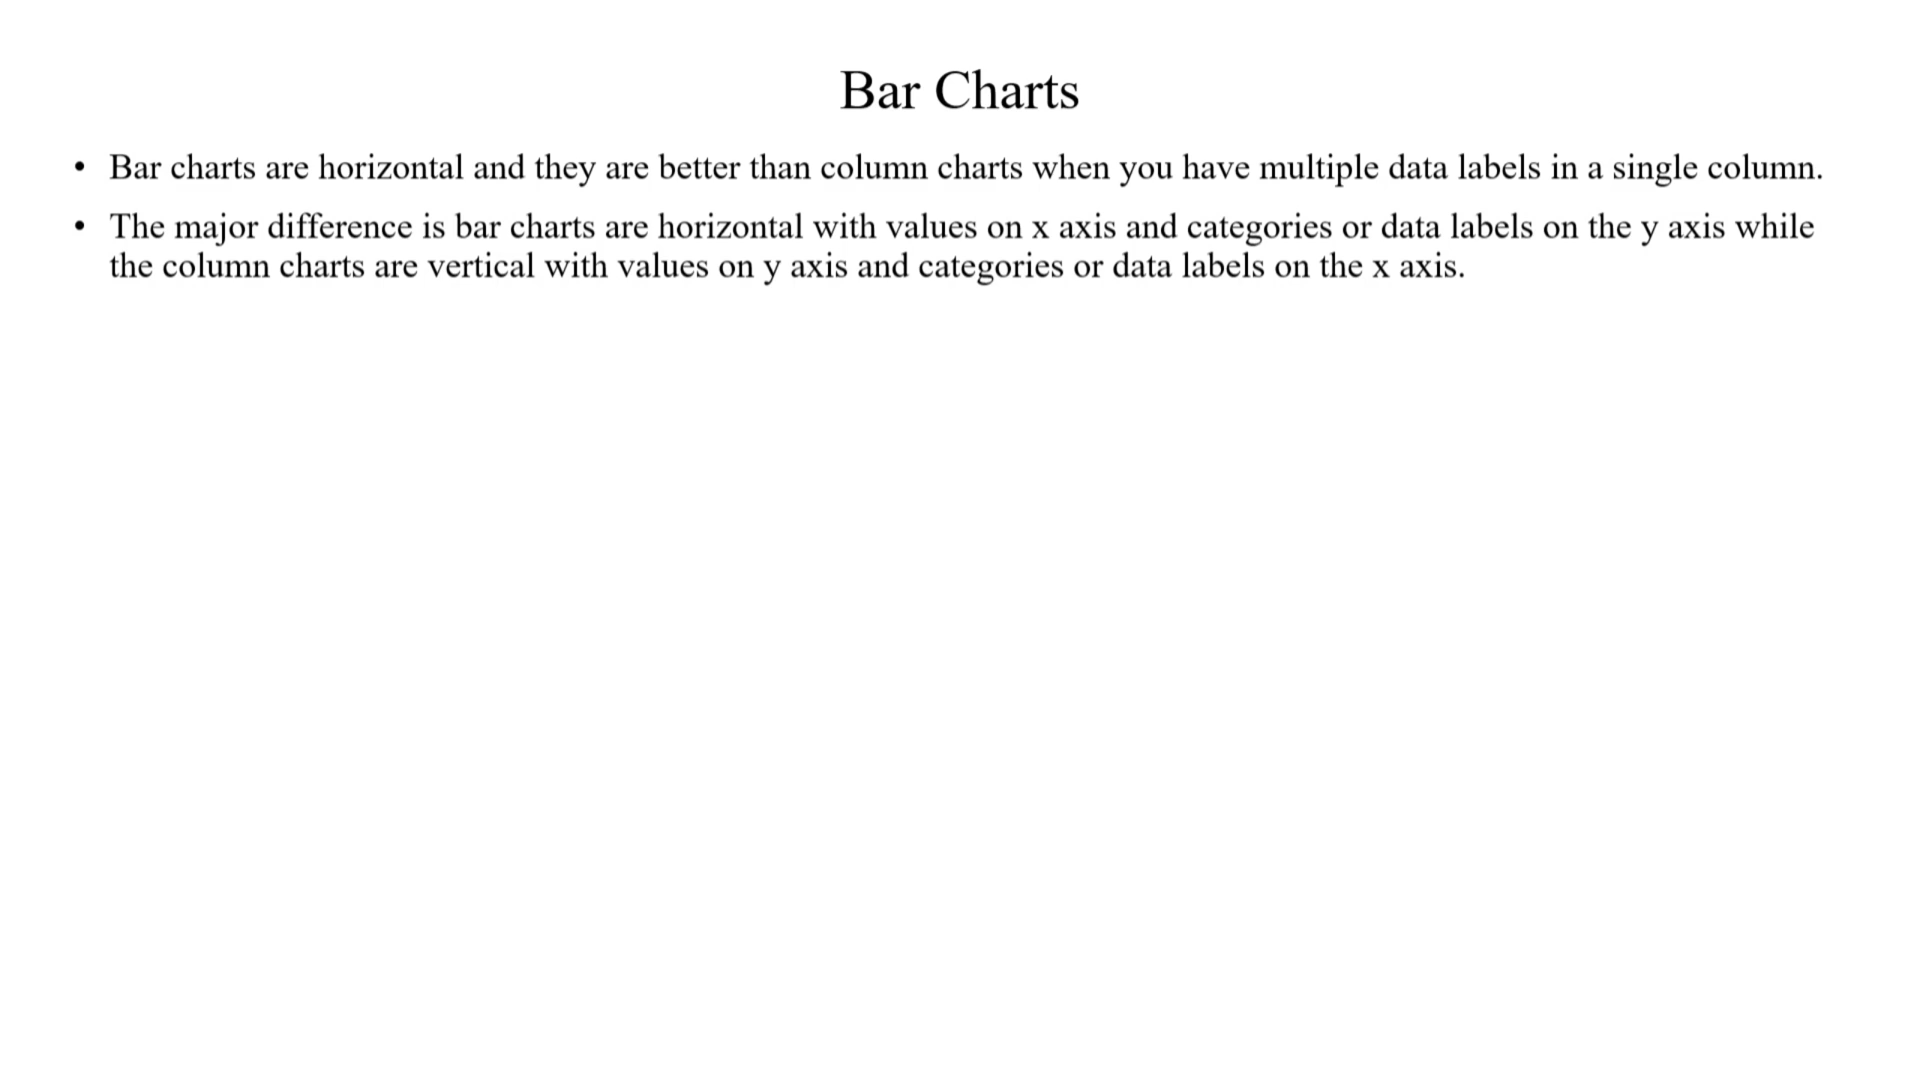 Bar Charts
• Bar charts are horizontal and they are better than column charts when you have multiple data labels in a single column.
• The major difference is bar charts are horizontal with values on x axis and categories or data labels on the y axis while
the column charts are vertical with values on y axis and categories or data labels on the x axis.